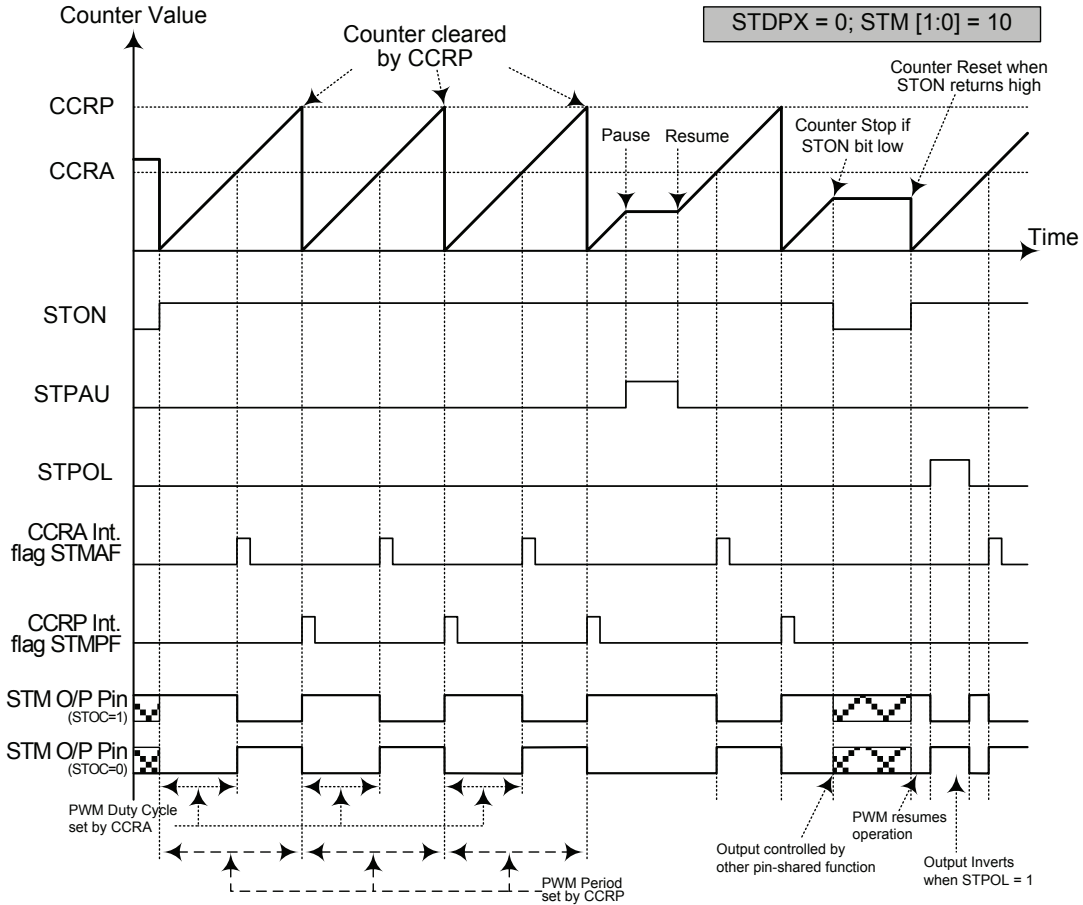 Counter Value
STDPX = 0; STM [1:0] = 10
Counter cleared
by CCRP
Counter Reset when
STON returns high
CCRP
Pause
Resume
Counter Stop if
STON bit low
CCRA
Time
STON
STPAU
STPOL
CCRA Int.
flag STMAF
CCRP Int.
flag STMPF
STM O/P Pin
(STOC=1)
STM O/P Pin
(STOC=0)
PWM Duty Cycle
set by CCRA
PWM resumes
operation
Output controlled by
other pin-shared function
Output Inverts
when STPOL = 1
PWM Period
set by CCRP